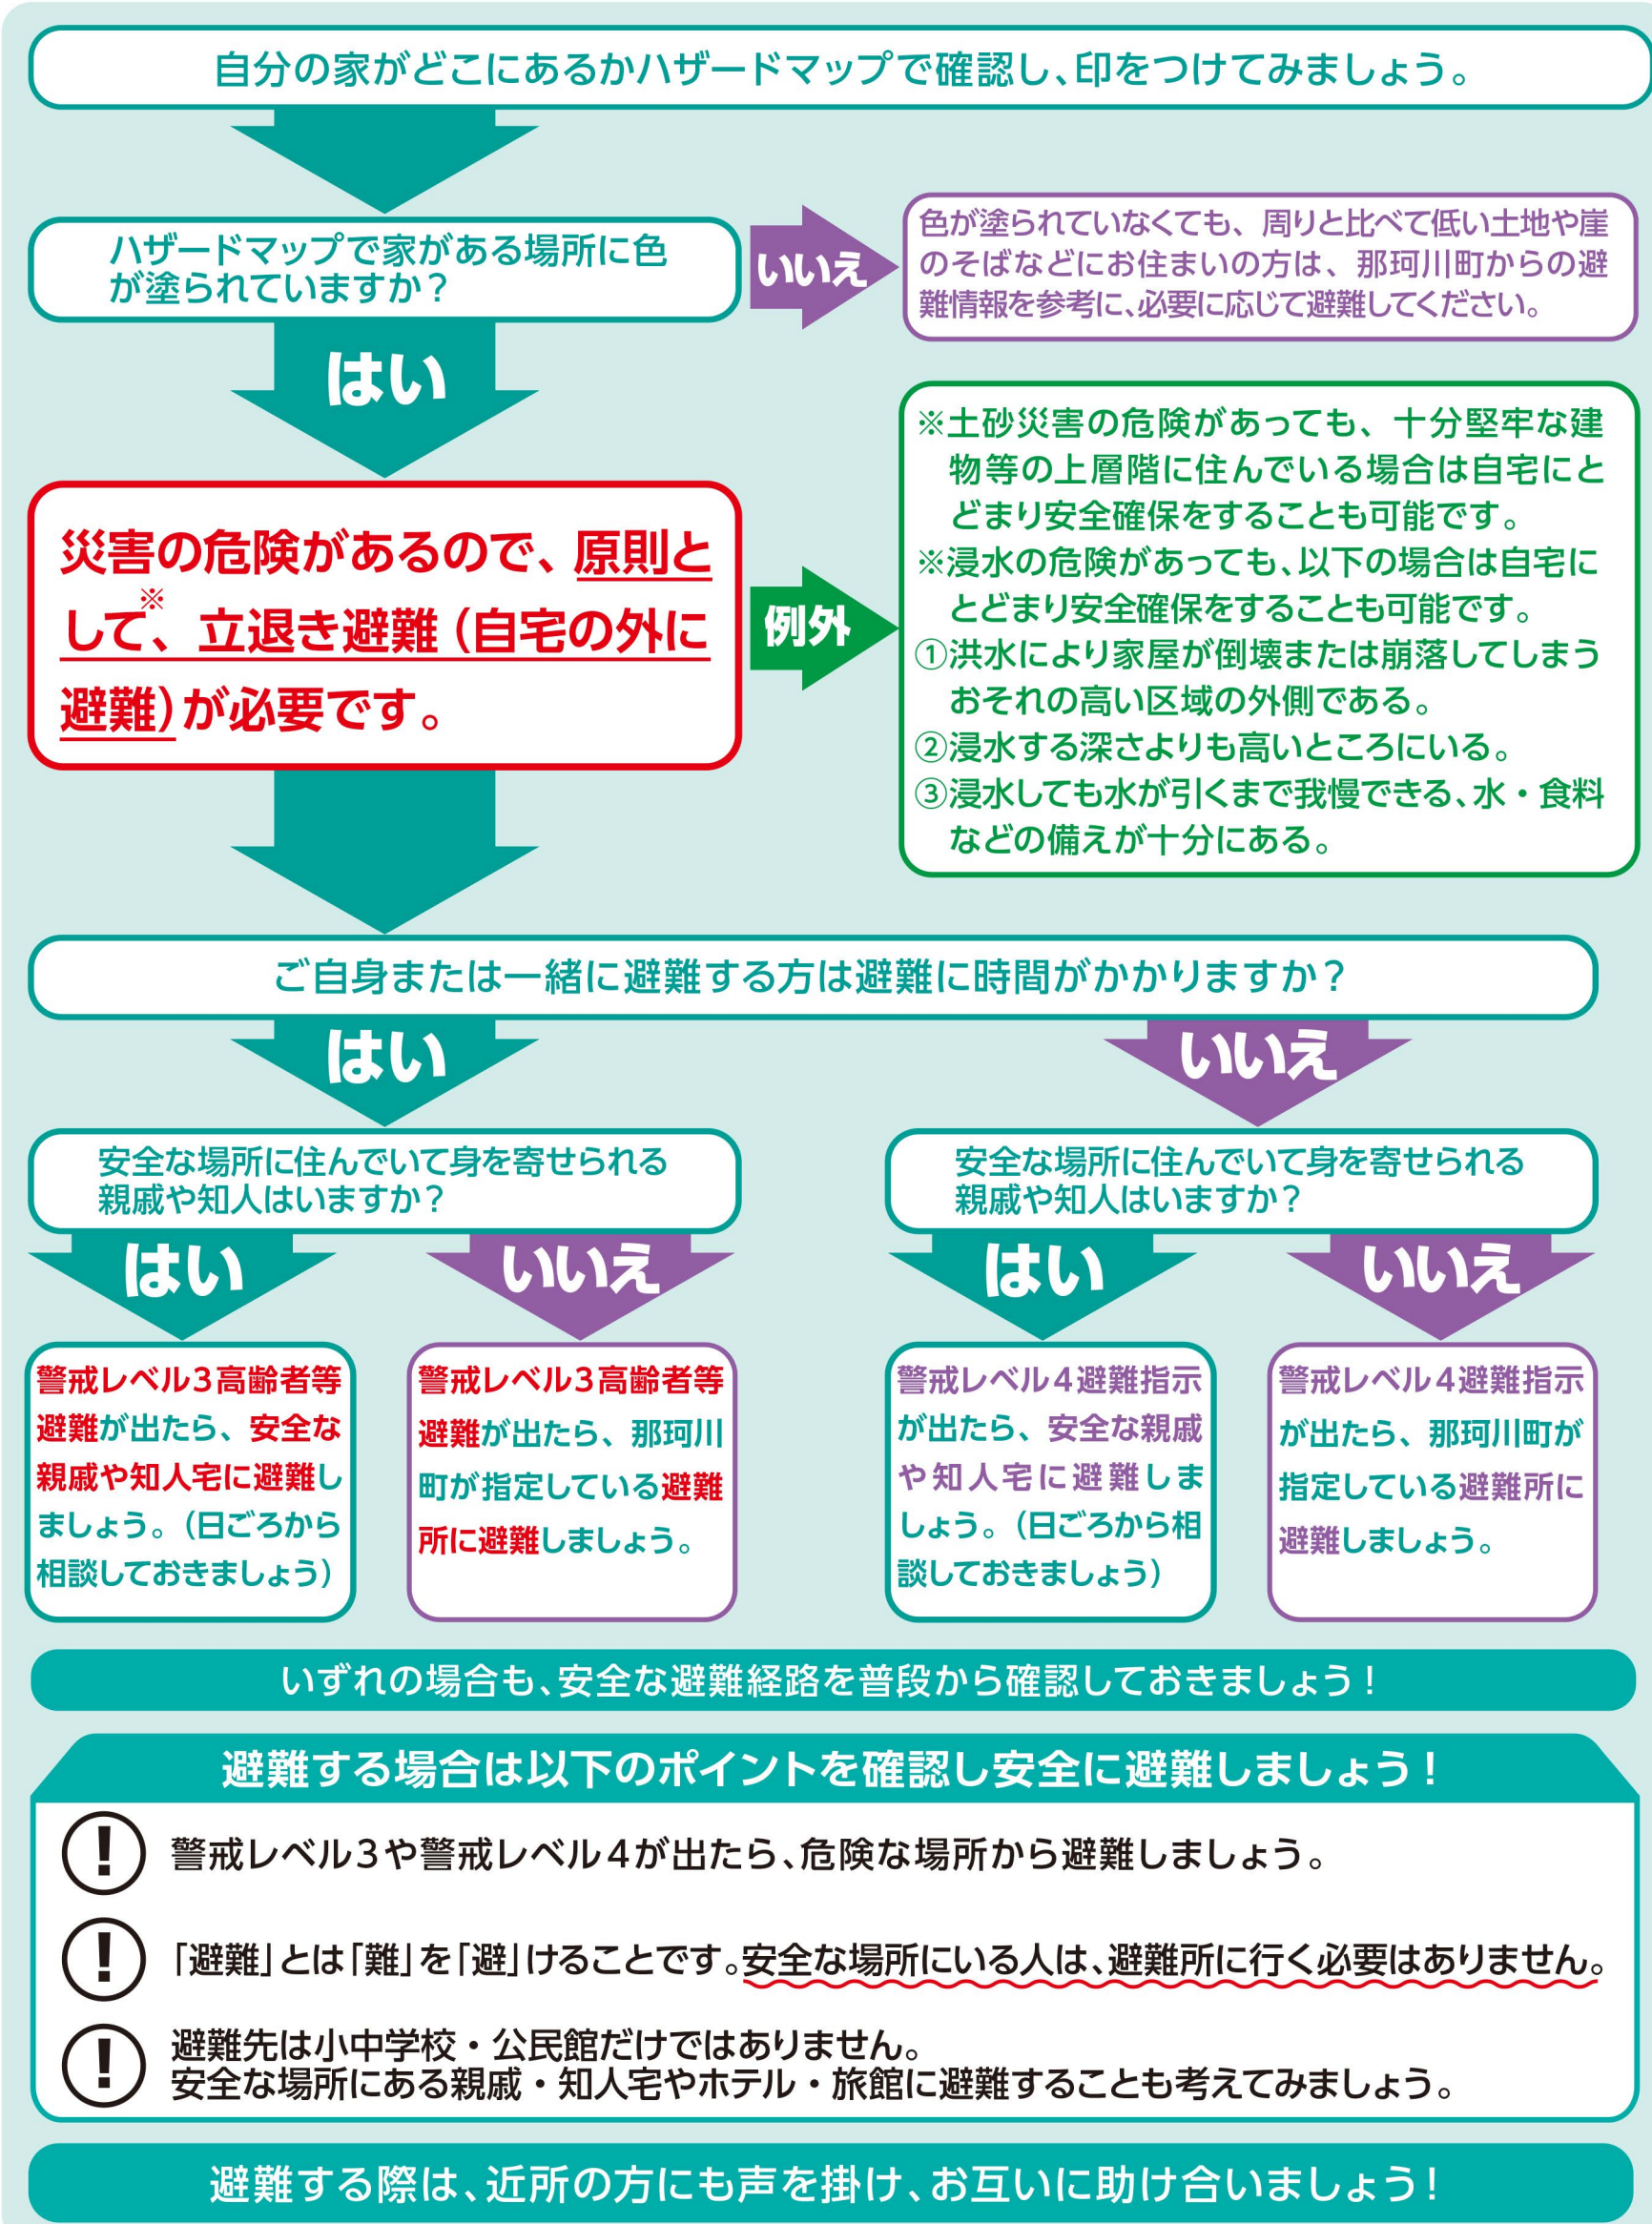 自分の家がどこにあるかハザードマップで確認し、印をつけてみましょう。
ハザードマップで家がある場所に色
が塗られていますか？
いいえ
色が塗られていなくても、周りと比べて低い土地や崖
のそばなどにお住まいの方は、那珂川町からの避
難情報を参考に、必要に応じて避難してください。
はい
災害の危険があるので、原則と
して※、立退き避難（自宅の外に
避難）が必要です。
例外
※土砂災害の危険があっても、十分堅牢な建
物等の上層階に住んでいる場合は自宅にと
どまり安全確保をすることも可能です。
※浸水の危険があっても、以下の場合は自宅に
とどまり安全確保をすることも可能です。
①洪水により家屋が倒壊または崩落してしまう
おそれの高い区域の外側である。
②浸水する深さよりも高いところにいる。
③浸水しても水が引くまで我慢できる、水・食料
などの備えが十分にある。
ご自身または一緒に避難する方は避難に時間がかかりますか？
はい
いいえ
安全な場所に住んでいて身を寄せられる
親戚や知人はいますか？
安全な場所に住んでいて身を寄せられる
親戚や知人はいますか？
はい
いいえ
はい
いいえ
警戒レベル3高齢者等
避難が出たら、安全な
親戚や知人宅に避難し
ましょう。（日ごろから
相談しておきましょう）
警戒レベル3高齢者等
避難が出たら、那珂川
町が指定している避難
所に避難しましょう。
警戒レベル4避難指示
が出たら、安全な親戚
や知人宅に避難しま
しょう。（日ごろから相
談しておきましょう）
警戒レベル4避難指示
が出たら、那珂川町が
指定している避難所に
避難しましょう。
いずれの場合も、安全な避難経路を普段から確認しておきましょう！
避難する場合は以下のポイントを確認し安全に避難しましょう！
! 警戒レベル3や警戒レベル4が出たら、危険な場所から避難しましょう。
! 「避難」とは「難」を「避」けることです。安全な場所にいる人は、避難所に行く必要はありません。
! 避難先は小中学校・公民館だけではありません。
安全な場所にある親戚・知人宅やホテル・旅館に避難することも考えてみましょう。
避難する際は、近所の方にも声を掛け、お互いに助け合いましょう！